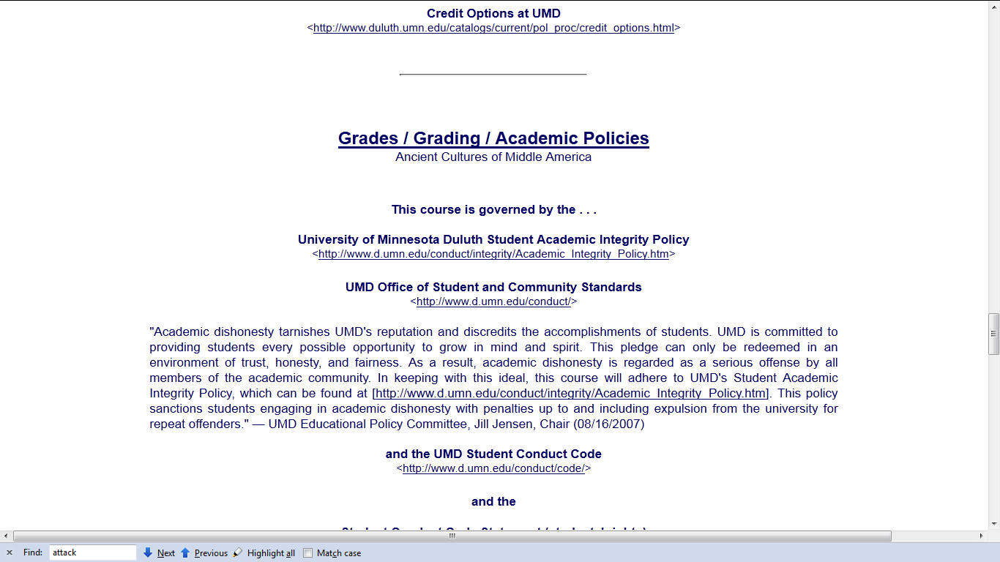 Credit Options at UMD
<http://www.duluth.umn.edu/catalogs/current/pol_proc/credit_options.html>
Grades / Grading / Academic Policies
Ancient Cultures of Middle America
This course is governed by the . . .
University of Minnesota Duluth Student Academic Integrity Policy
<http://www.d.umn.edu/conduct/integrity/Academic_Integrity_Policy.htm>
UMD Office of Student and Community Standards
<http://www.d.umn.edu/conduct/>
"Academic dishonesty tarnishes UMD's reputation and discredits the accomplishments of students. UMD is committed to
providing students every possible opportunity to grow in mind and spirit. This pledge can only be redeemed in an
environment of trust, honesty, and fairness. As a result, academic dishonesty is regarded as a serious offense by all
members of the academic community. In keeping with this ideal, this course will adhere to UMD's Student Academic
Integrity Policy, which can be found at [http://www.d.umn.edu/conduct/integrity/Academic_Integrity_Policy.htm]. This policy
sanctions students engaging in academic dishonesty with penalties up to and including expulsion from the university for
repeat offenders." — UMD Educational Policy Committee, Jill Jensen, Chair (08/16/2007)
and the UMD Student Conduct Code
<http://www.d.umn.edu/conduct/code/>
and the
Find: attack Next Previous Highlight all Match case